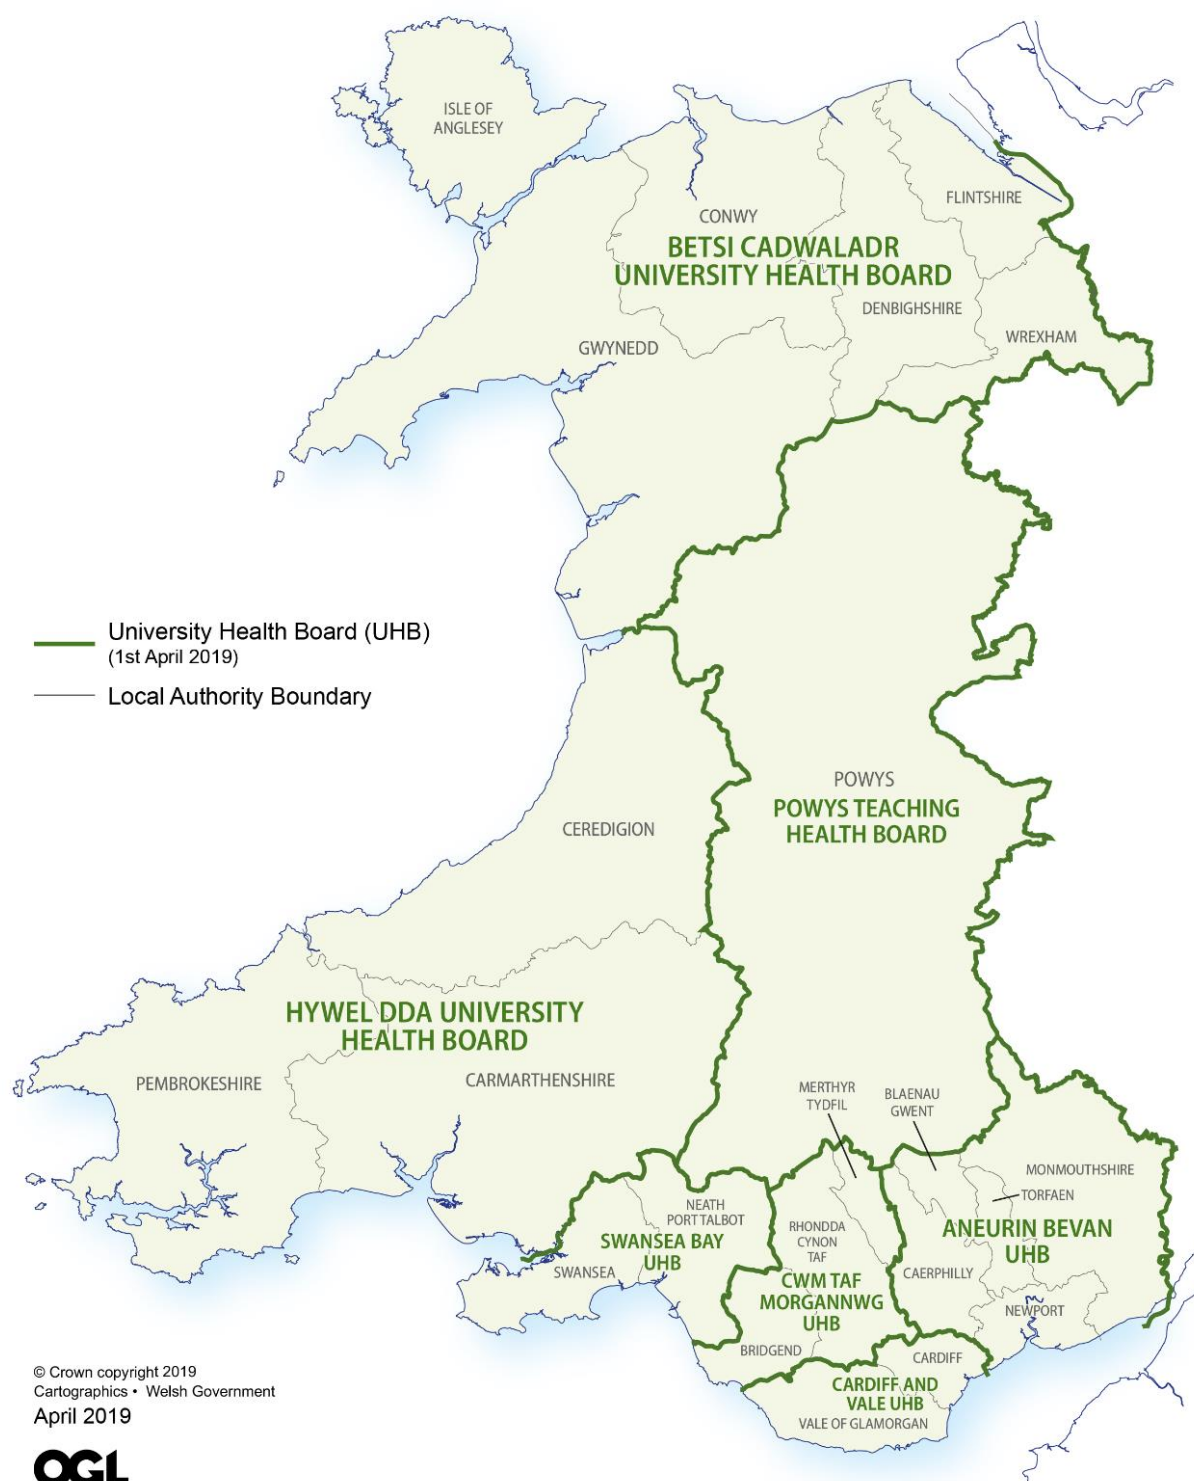 ISLE OF
ANGLESEY
FLINTSHIRE
CONWY
BETSI CADWALADR
UNIVERSITY HEALTH BOARD
DENBIGHSHIRE
WREXHAM
GWYNEDD
University Health Board (UHB)
(1st April 2019)
Local Authority Boundary
POWYS
POWYS TEACHING
HEALTH BOARD
CEREDIGION
HYWEL DDA UNIVERSITY
HEALTH BOARD
PEMBROKESHIRE
CARMARTHENSHIRE
MERTHYR
TYDFIL
BLAENAU
GWENT
MONMOUTHSHIRE
TORFAEN
NEATH
PORT TALBOT
SWANSEA BAY
UHB
SWANSEA
RHONDDA
CYNON
TAF
ANEURIN BEVAN
UHB
CAERPHILLY
CWM TAF
MORGANNWG
UHB
NEWPORT
BRIDGEND
CARDIFF
CARDIFF AND
VALE UHB
VALE OF GLAMORGAN
© Crown copyright 2019
Cartographics • Welsh Government
April 2019
OGL